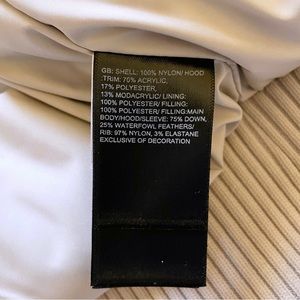 GB: SHELL: 100% NYLON/ HOOD
TRIM: 70% ACRYLIC,
17% POLYESTER,
13% MODACRYLIC/ LINING:
100% POLYESTER/ FILLING:
100% POLYESTER/ FILLING:MAIN
BODY/HOOD/SLEEVE: 75% DOWN,
25% WATERFOWL FEATHERS/
RIB: 97% NYLON, 3% ELASTANE
EXCLUSIVE OF DECORATION